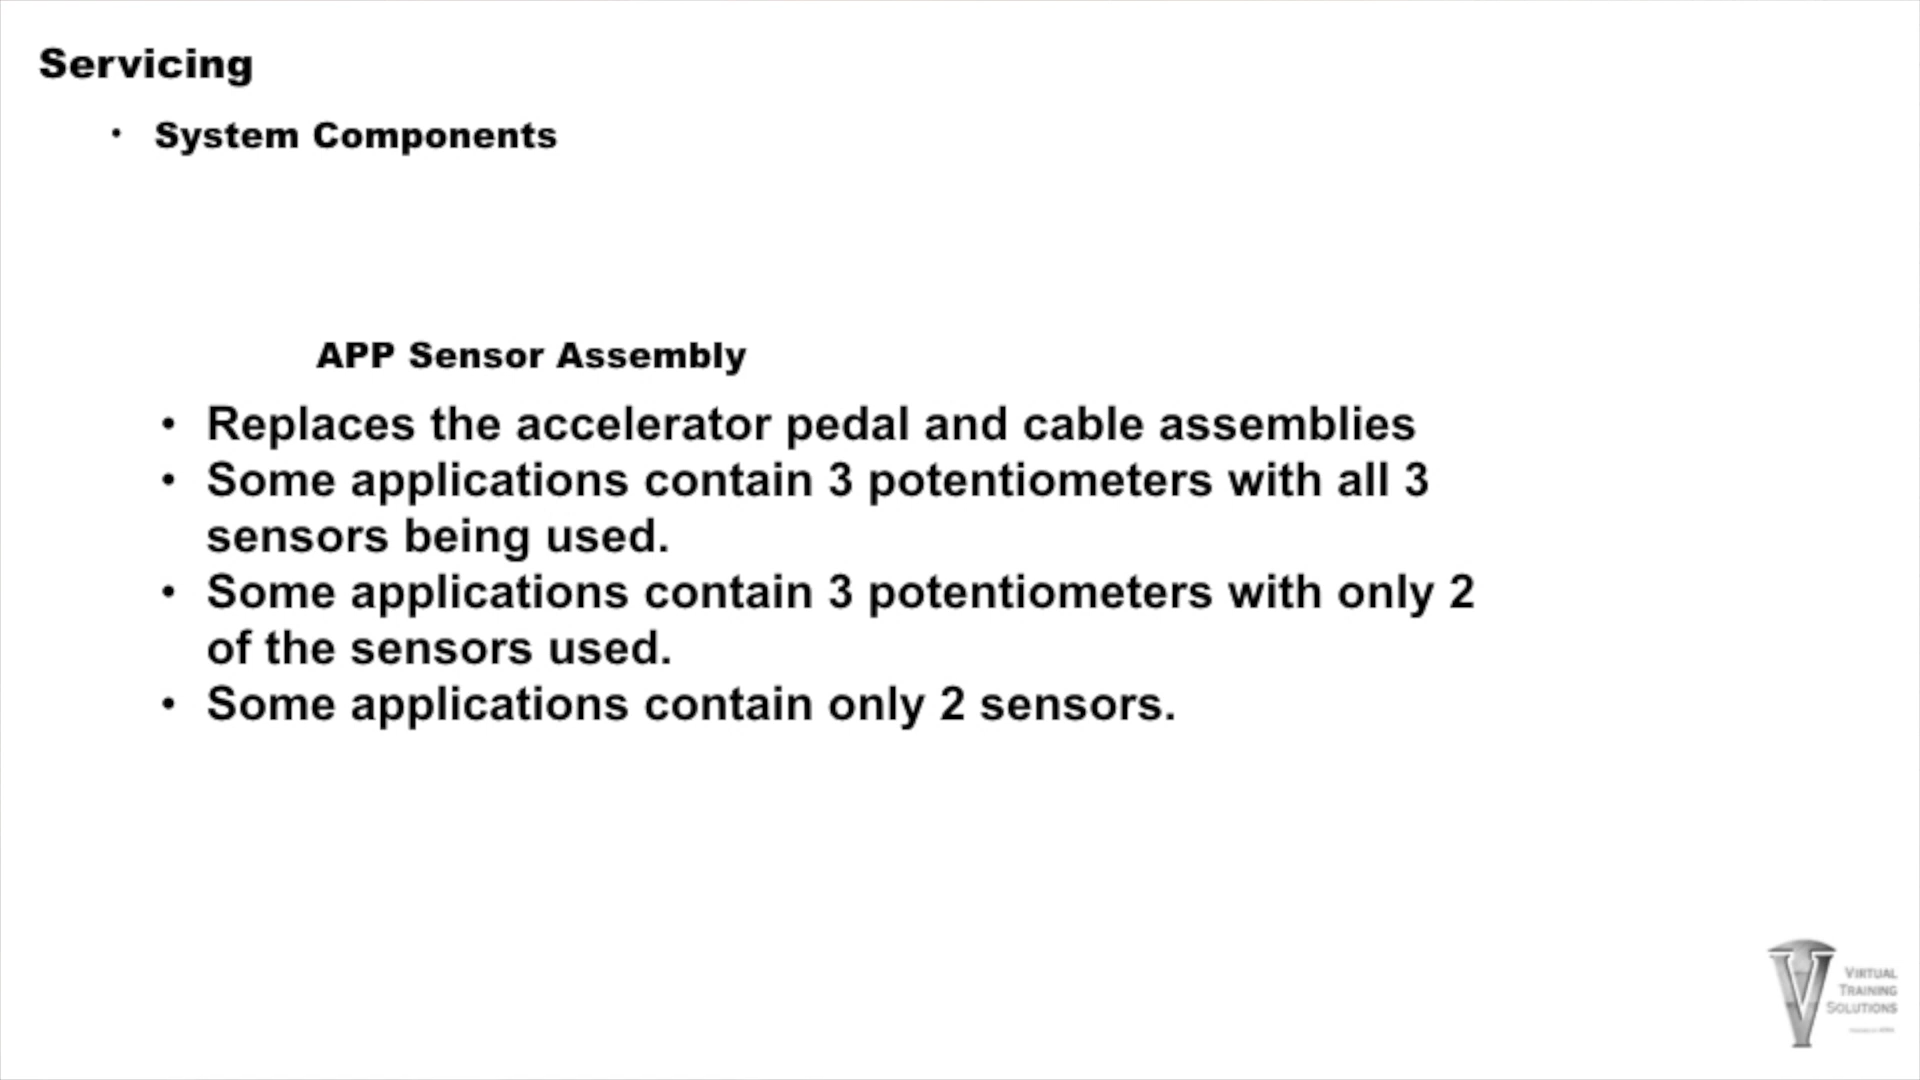 Servicing
• System Components
APP Sensor Assembly
• Replaces the accelerator pedal and cable assemblies
• Some applications contain 3 potentiometers with all 3
sensors being used.
• Some applications contain 3 potentiometers with only 2
of the sensors used.
• Some applications contain only 2 sensors.
VIRTUAL
TRAINING
SOLUTIONS